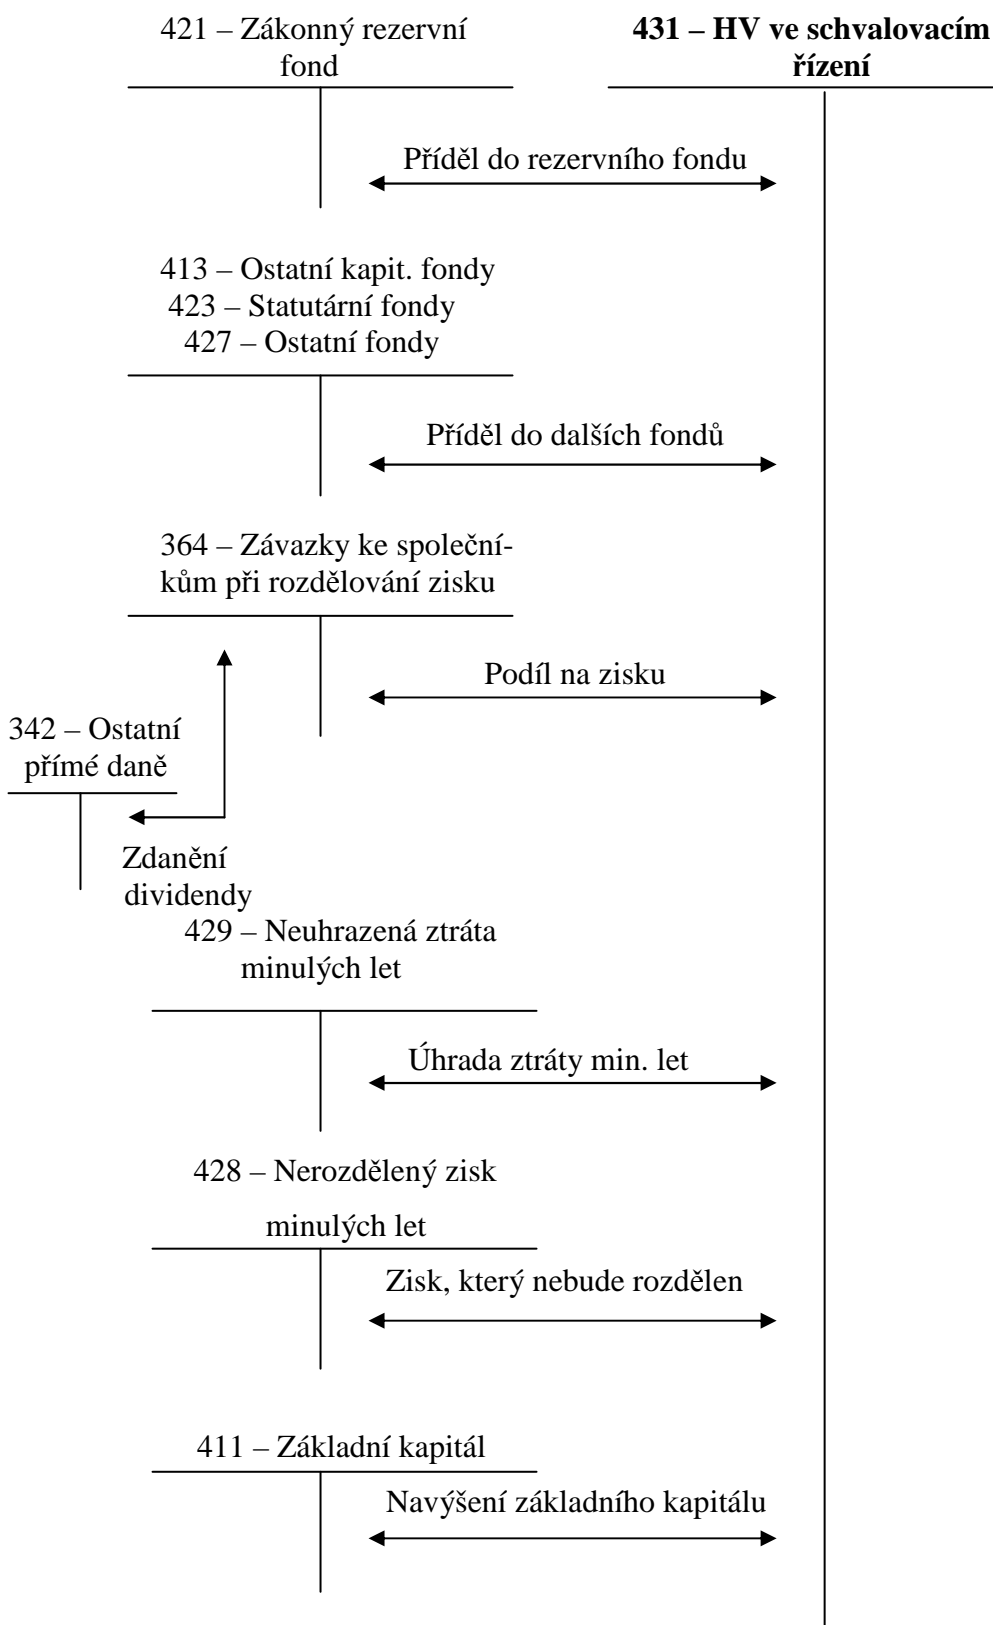 421 – Zákonný rezervní
fond
431 – HV ve schvalovacím
řízení
Příděl do rezervního fondu
413 – Ostatní kapit. fondy
423 – Statutární fondy
427 – Ostatní fondy
Příděl do dalších fondů
364 – Závazky ke společní-
kům při rozdělování zisku
Podíl na zisku
342 – Ostatní
přímé daně
Zdanění
dividendy
429 – Neuhrazená ztráta
minulých let
Úhrada ztráty min. let
428 – Nerozdělený zisk
minulých let
Zisk, který nebude rozdělen
411 – Základní kapitál
Navýšení základního kapitálu